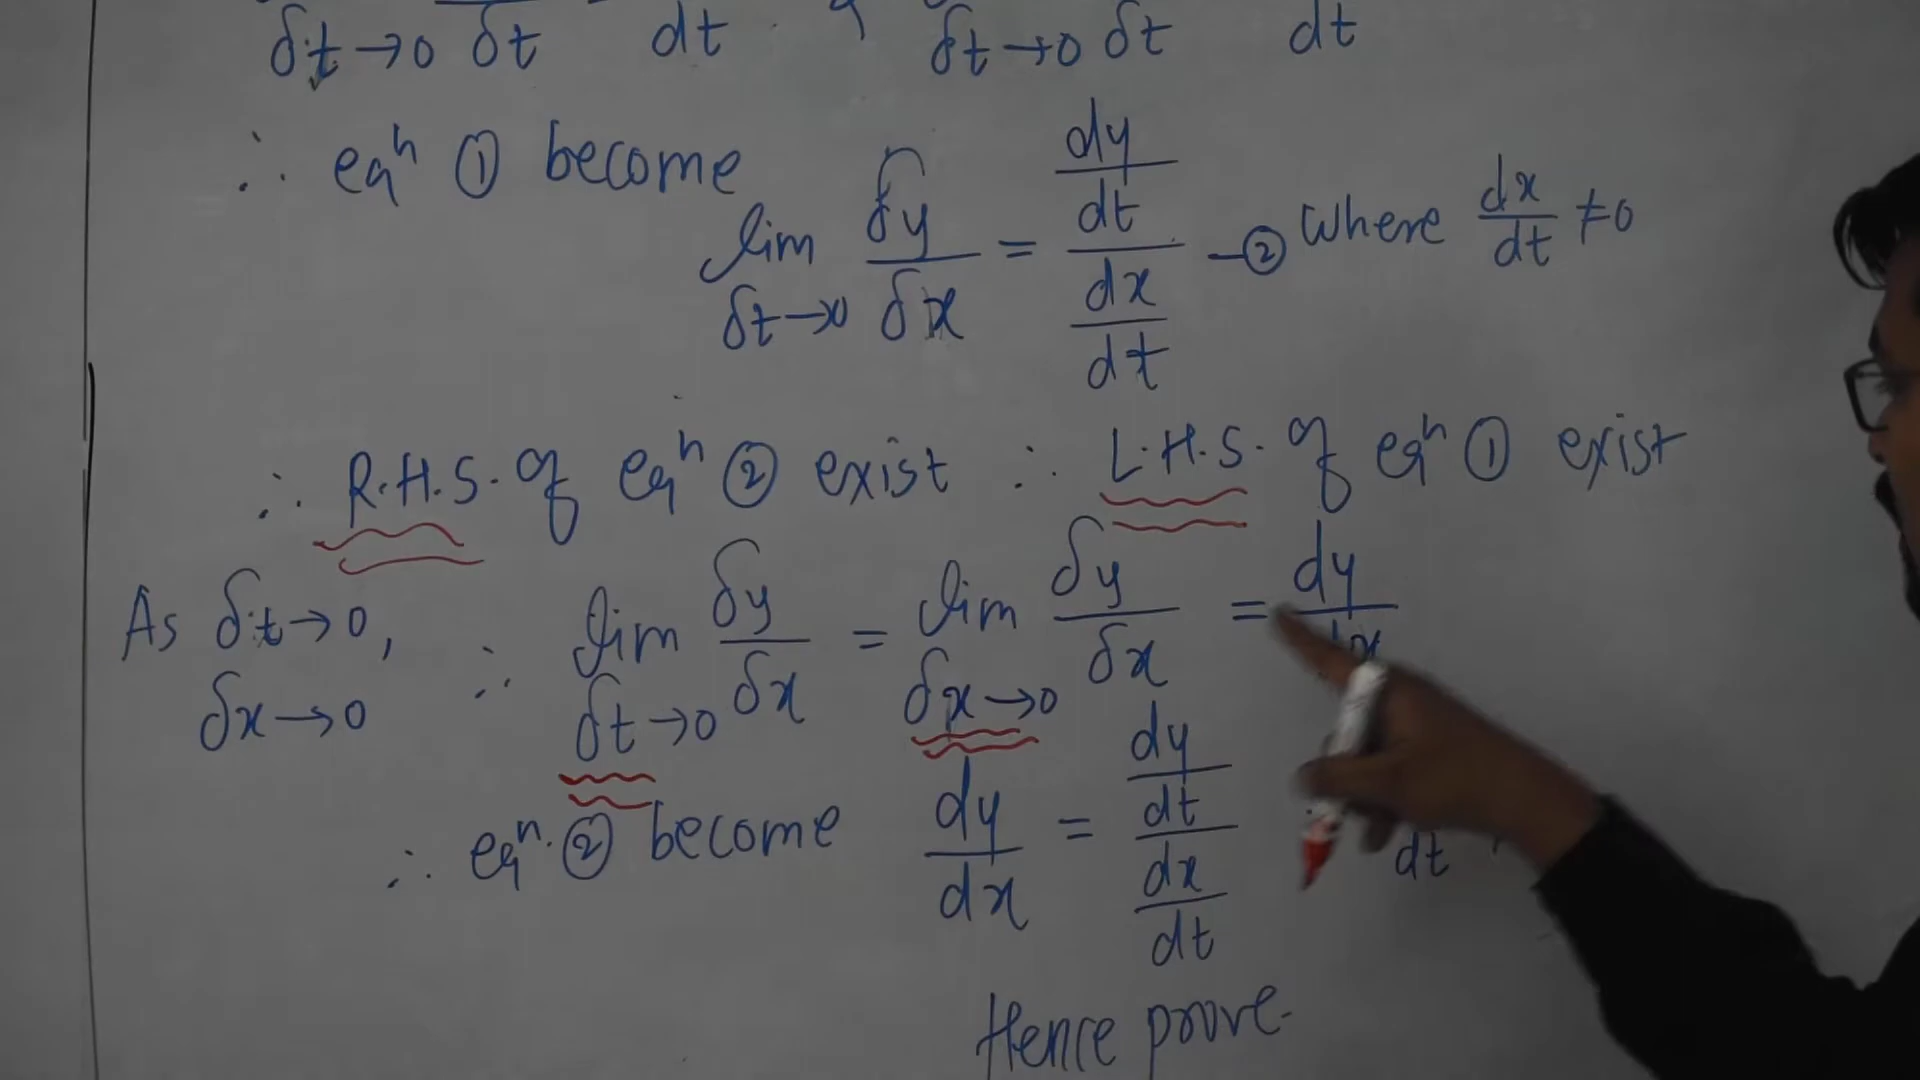 δt→0 δt dt , δt→0 δt dt
∴ eqⁿ ① become
lim δt→0 δy/δx = (dy/dt)/(dx/dt) —② where dx/dt ≠0
∴ R.H.S. of eqⁿ ② exist ∴ L.H.S. of eqⁿ ① exist
As δt→0, ∴ lim δt→0 δy/δx = lim δx→0 δy/δx = dy/dx
δx→0
∴ eqⁿ. ② become dy/dx = (dy/dt)/(dx/dt) dt
Hence prove.